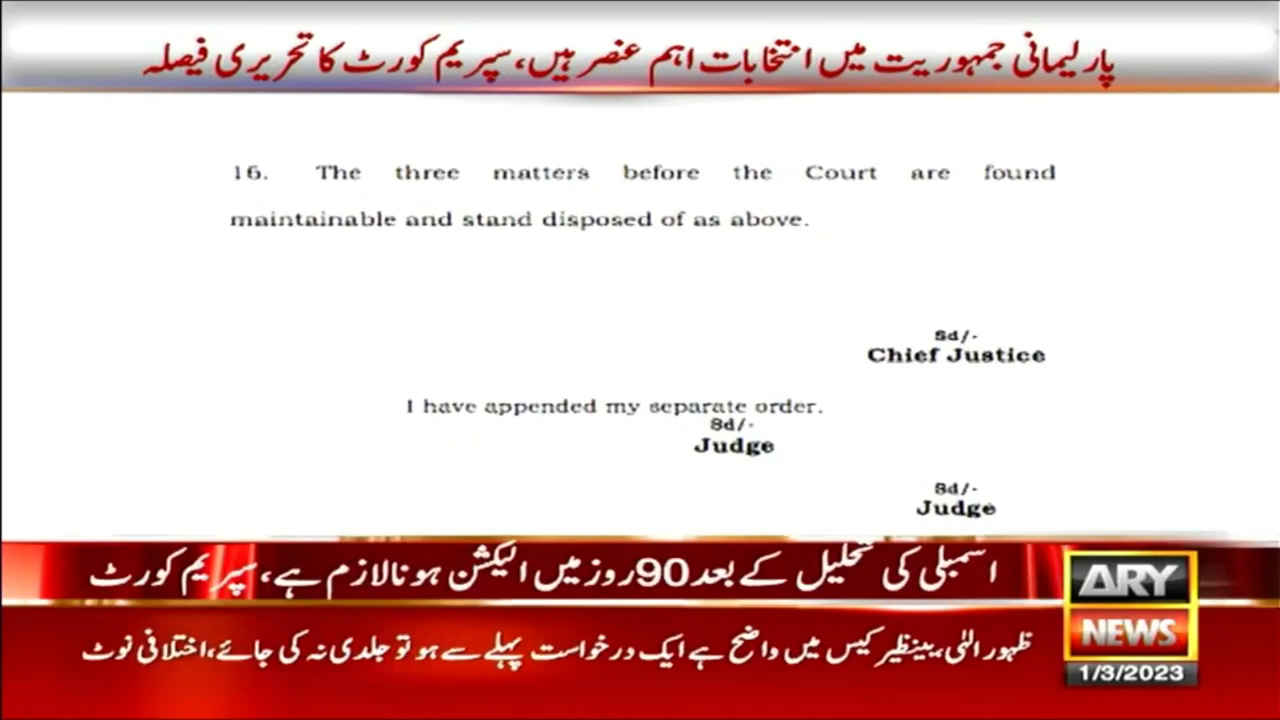 پارلیمانی جمہوریت میں انتخابات اہم عنصر ہیں، سپریم کورٹ کا تحریری فیصلہ
16. The three matters before the Court are found
maintainable and stand disposed of as above.
Sd/-
Chief Justice
I have appended my separate order.
Sd/-
Judge
Sd/-
Judge
اسمبلی کی تحلیل کے بعد 90 روز میں الیکشن ہونا لازم ہے، سپریم کورٹ
ظہور الٰہی، بینظیر کیس میں واضح ہے ایک درخواست پہلے سے ہو تو جلدی نہ کی جائے، اختلافی نوٹ
ARY
NEWS
1/3/2023